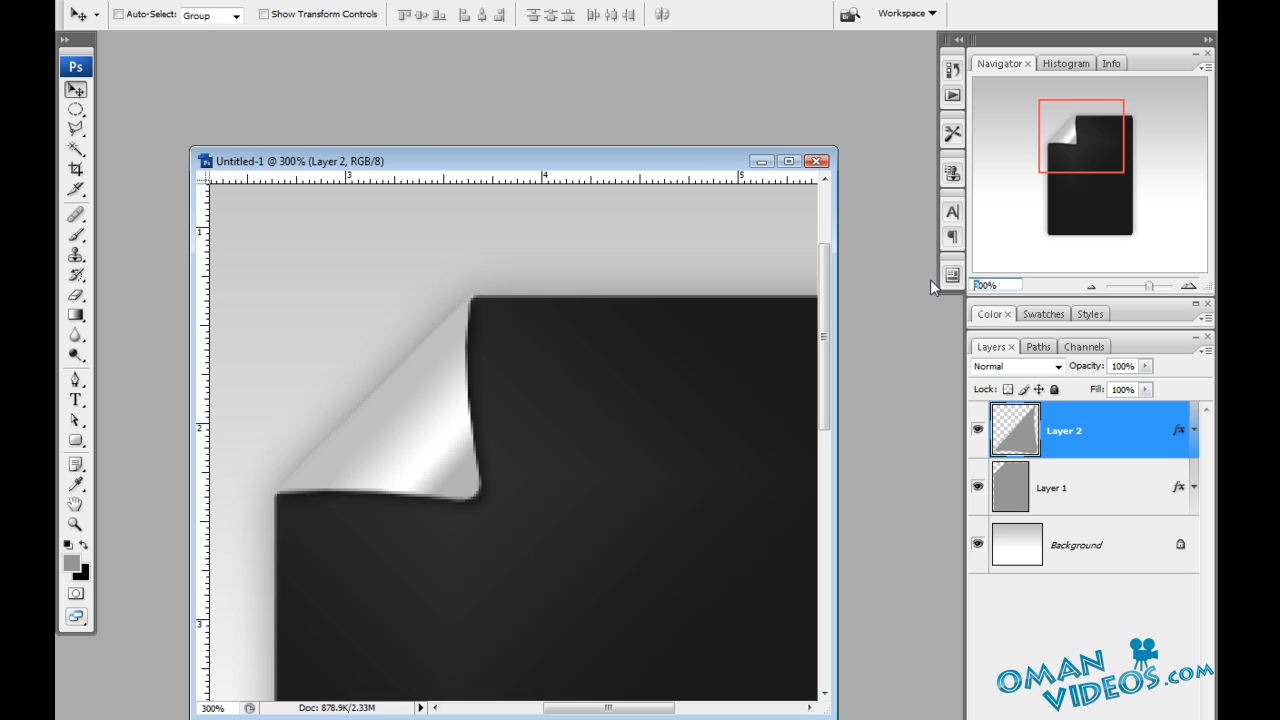 Auto-Select: Group Show Transform Controls Workspace
Ps
Navigator Histogram Info
Untitled-1 @ 300% (Layer 2, RGB/8)
3 4 5
1
2
3
300%
Color Swatches Styles
Layers Paths Channels
Normal Opacity: 100%
Lock: Fill: 100%
Layer 2 fx
Layer 1 fx
Background
300% Doc: 878.9K/2.33M
OMAN
VIDEOS.COM